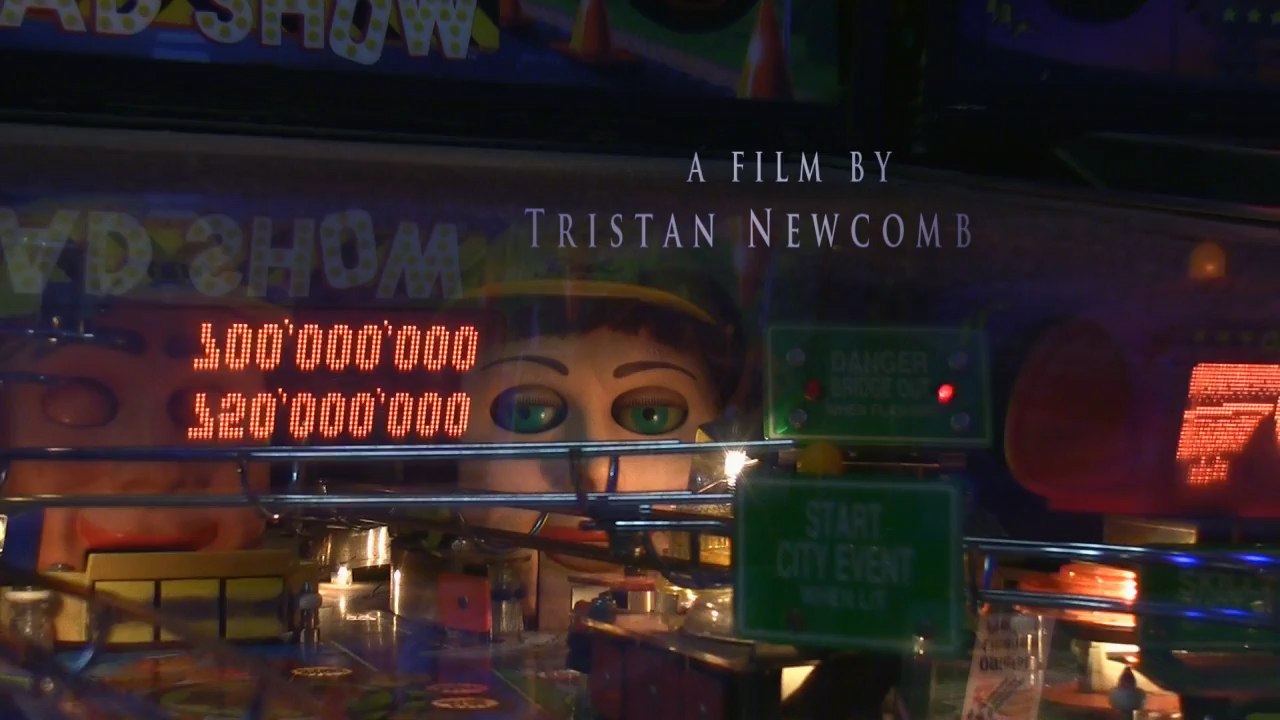 AD SHOW
A FILM BY
TRISTAN NEWCOMB
AD SHOW
100,000,000
120,000,000
DANGER
BRIDGE OUT
WHEN
START
CITY EVENT
WHEN LIT